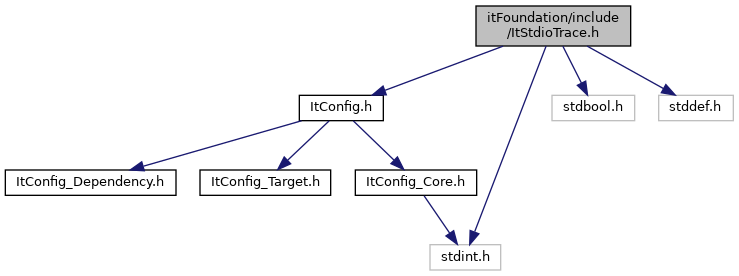 itFoundation/include
/ItStdioTrace.h
ItConfig.h
stdbool.h
stddef.h
ItConfig_Dependency.h
ItConfig_Target.h
ItConfig_Core.h
stdint.h